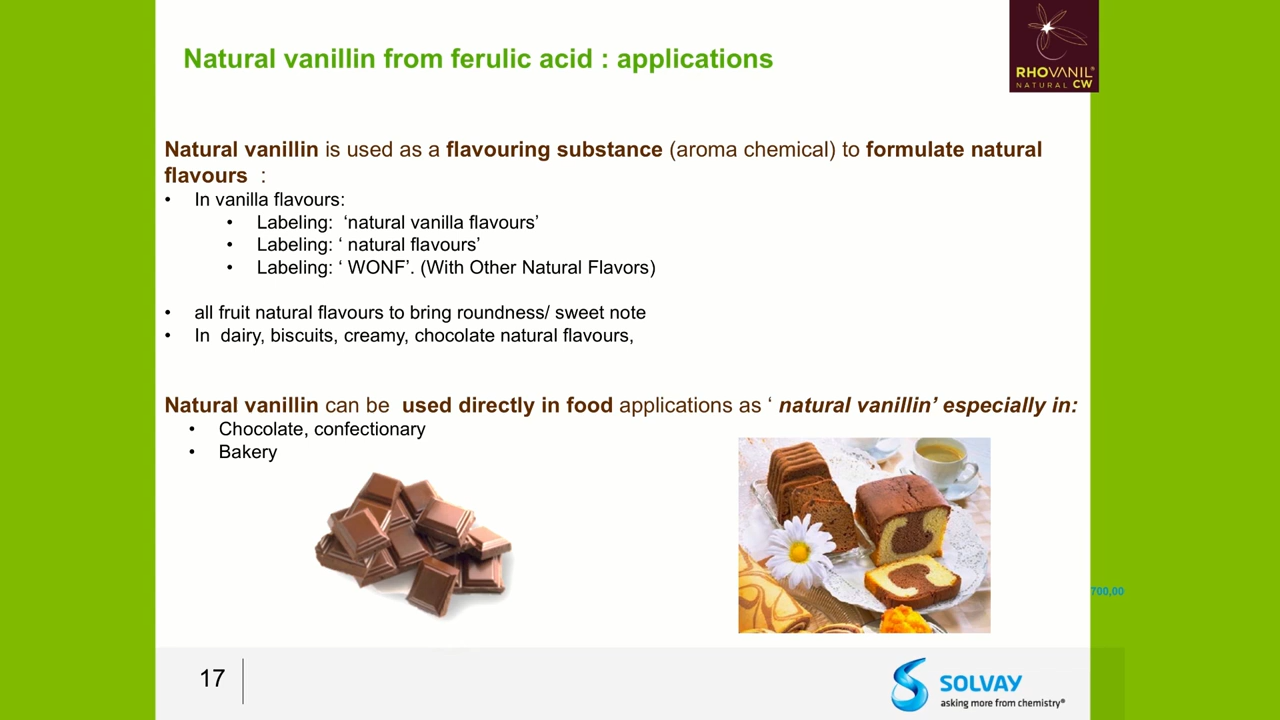 Natural vanillin from ferulic acid : applications
RHOVANIL®
NATURAL CW
Natural vanillin is used as a flavouring substance (aroma chemical) to formulate natural
flavours :
• In vanilla flavours:
• Labeling: ‘natural vanilla flavours’
• Labeling: ‘ natural flavours’
• Labeling: ‘ WONF’. (With Other Natural Flavors)
• all fruit natural flavours to bring roundness/ sweet note
• In dairy, biscuits, creamy, chocolate natural flavours,
Natural vanillin can be used directly in food applications as ‘ natural vanillin’ especially in:
• Chocolate, confectionary
• Bakery
700,00
17
SOLVAY
asking more from chemistry®